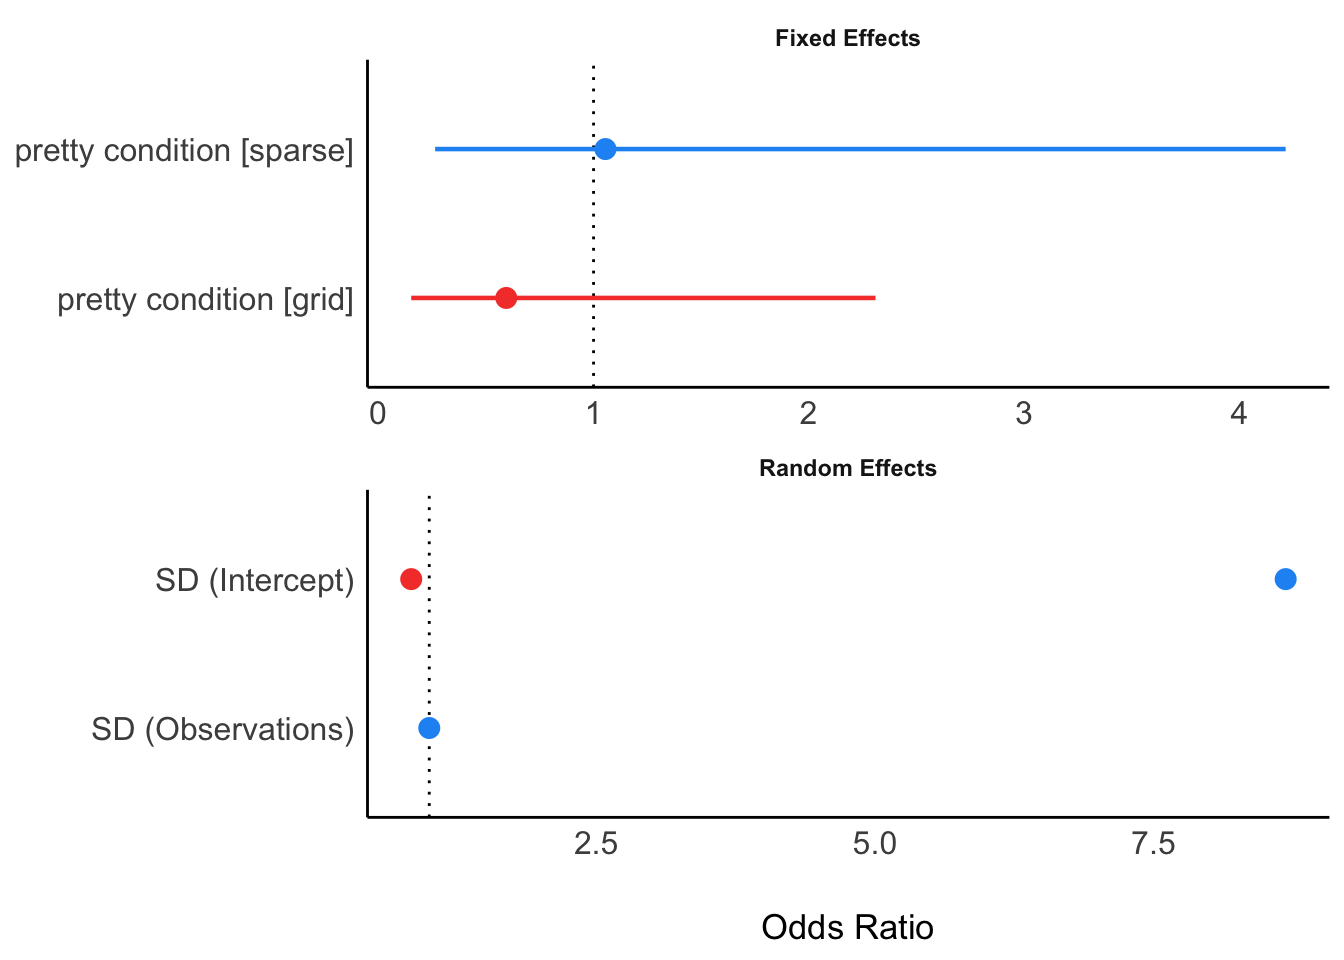 Fixed Effects
pretty condition [sparse]
pretty condition [grid]
0 1 2 3 4
Random Effects
SD (Intercept)
SD (Observations)
2.5 5.0 7.5
Odds Ratio